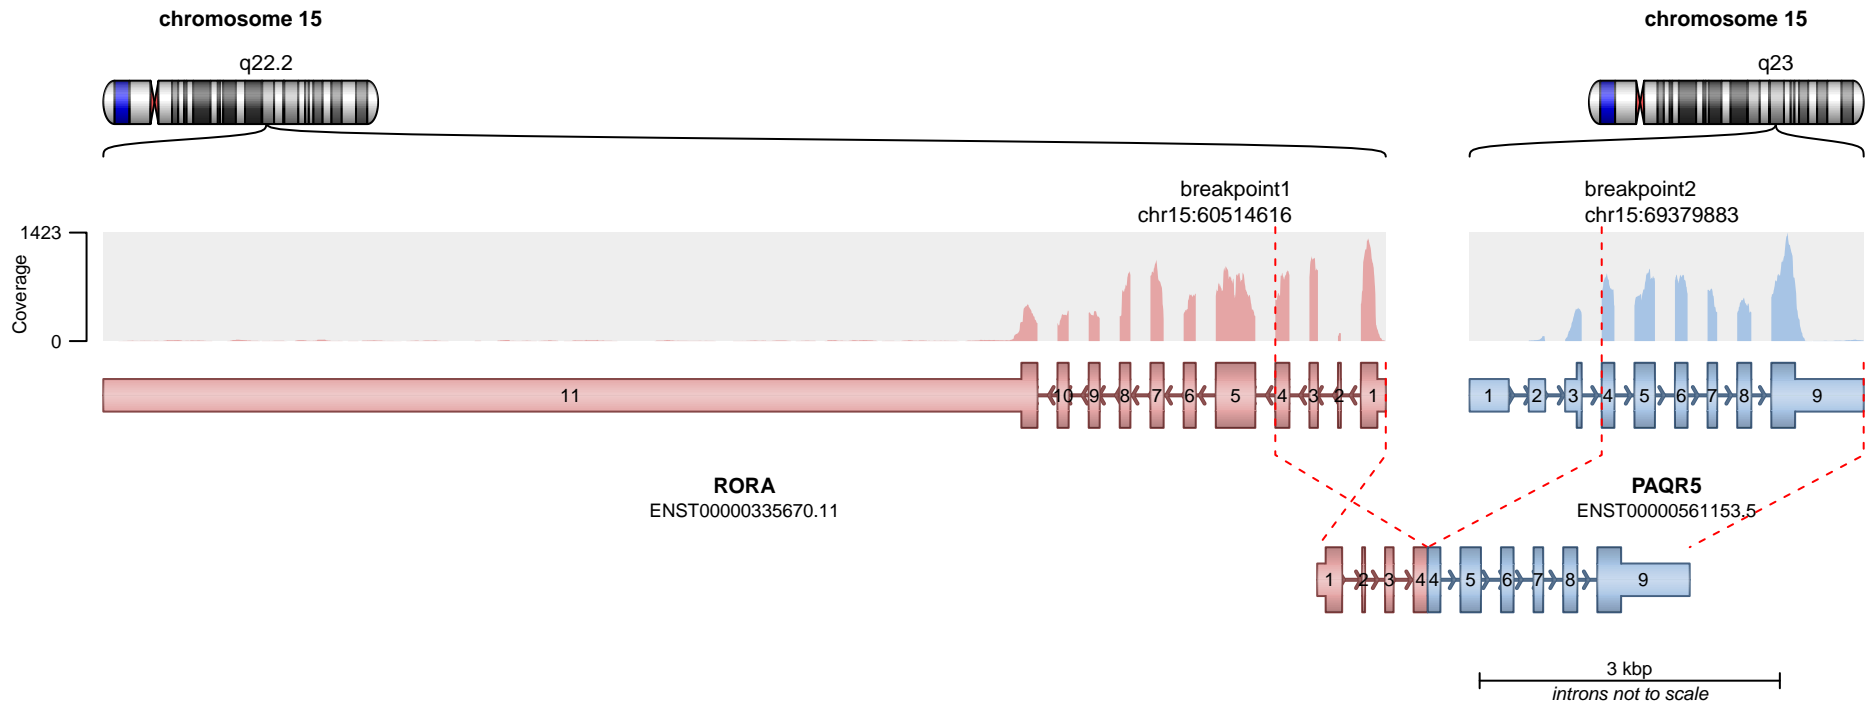 chromosome 15
chromosome 15
q22.2
q23
breakpoint1
chr15:60514616
breakpoint2
chr15:69379883
1423
Coverage
0
11 10 9 8 7 6 5 4 3 2 1
1 2 3 4 5 6 7 8 9
RORA
ENST00000335670.11
PAQR5
ENST00000561153.5
1 2 3 4 4 5 6 7 8 9
3 kbp
introns not to scale